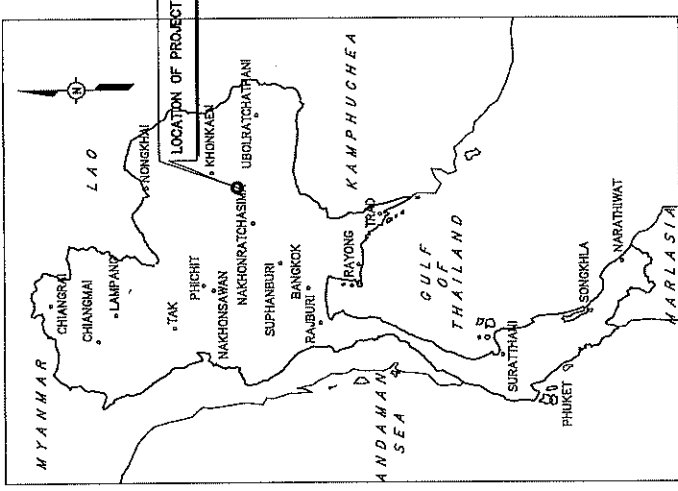 MYANMAR
LAO
N
LOCATION OF PROJECT
CHIANGRAI
CHIANGMAI
LAMPANG
NONGKHAI
TAK
PHICHIT
KHONKAEN
NAKHONSAWAN
NAKHONRATCHASIMA
UBOLRATCHATHANI
SUPHANBURI
BANGKOK
RAJBURI
RAYONG
TRAD
KAMPHUCHEA
GULF
OF
THAILAND
ANDAMAN
SEA
SURATTHANI
PHUKET
SONGKHLA
NARATHIWAT
MARLASIA